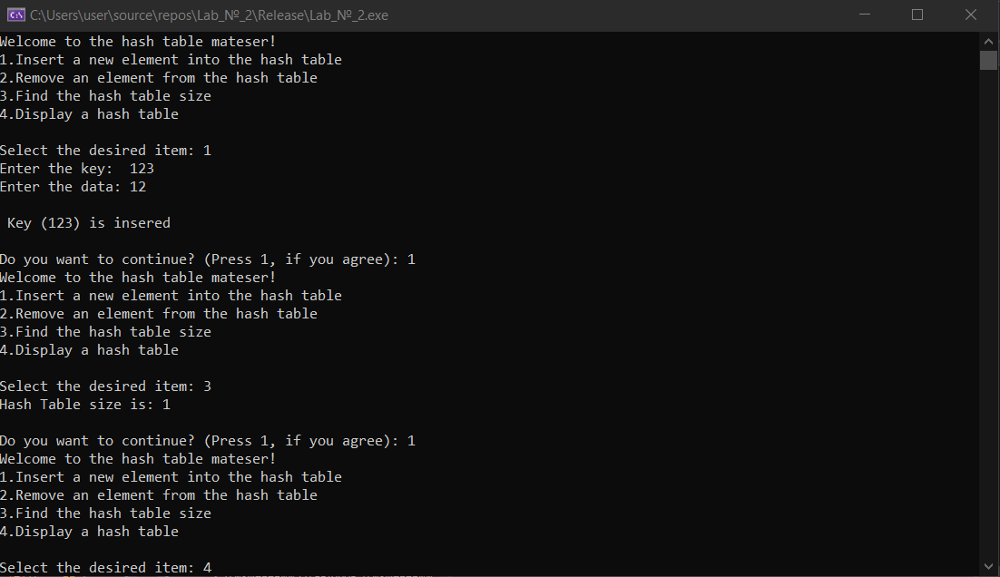 C:\Users\user\source\repos\Lab_№_2\Release\Lab_№_2.exe
Welcome to the hash table mateser!
1.Insert a new element into the hash table
2.Remove an element from the hash table
3.Find the hash table size
4.Display a hash table
Select the desired item: 1
Enter the key:  123
Enter the data: 12
Key (123) is insered
Do you want to continue? (Press 1, if you agree): 1
Welcome to the hash table mateser!
1.Insert a new element into the hash table
2.Remove an element from the hash table
3.Find the hash table size
4.Display a hash table
Select the desired item: 3
Hash Table size is: 1
Do you want to continue? (Press 1, if you agree): 1
Welcome to the hash table mateser!
1.Insert a new element into the hash table
2.Remove an element from the hash table
3.Find the hash table size
4.Display a hash table
Select the desired item: 4